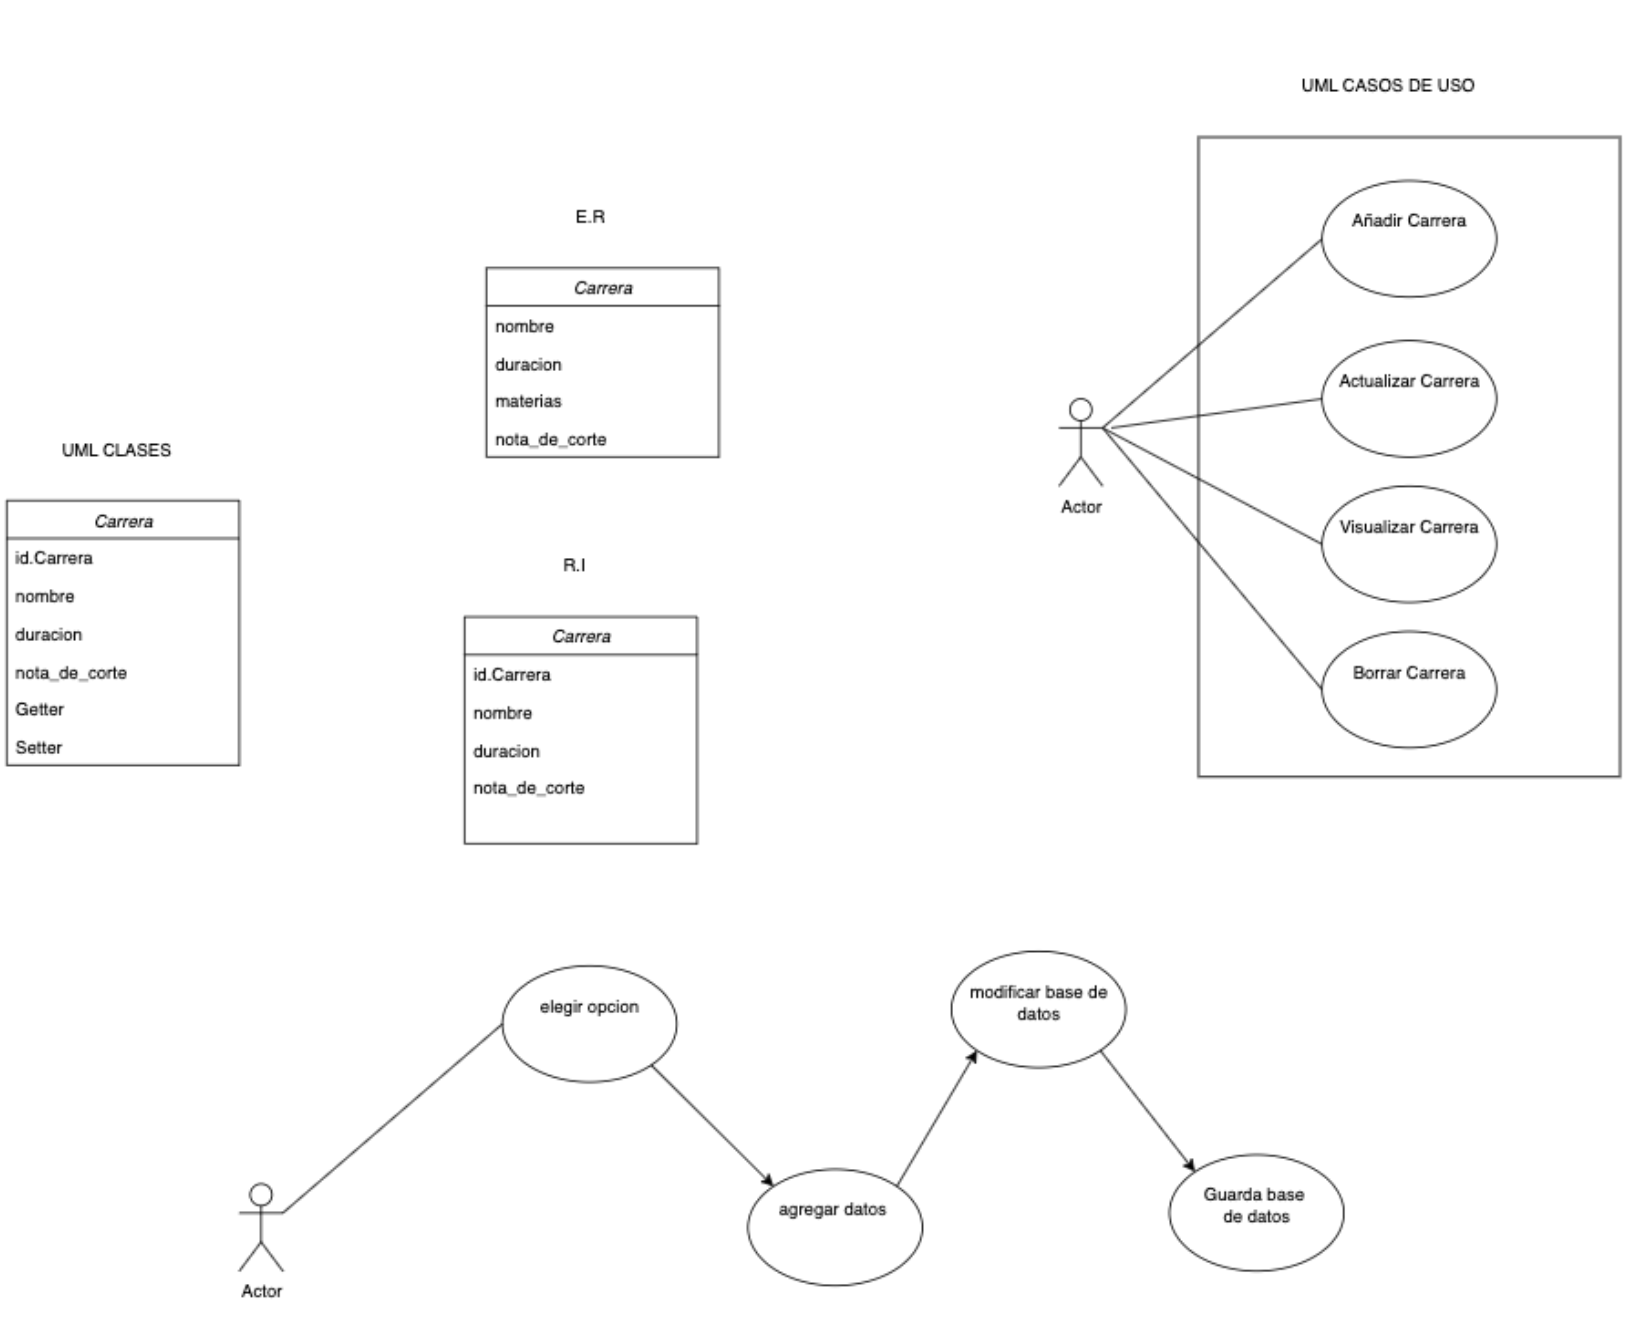 UML CASOS DE USO
Añadir Carrera
Actualizar Carrera
Visualizar Carrera
Borrar Carrera
Actor
E.R
Carrera
nombre
duracion
materias
nota_de_corte
UML CLASES
Carrera
id.Carrera
nombre
duracion
nota_de_corte
Getter
Setter
R.I
Carrera
id.Carrera
nombre
duracion
nota_de_corte
elegir opcion
agregar datos
modificar base de
datos
Guarda base
de datos
Actor